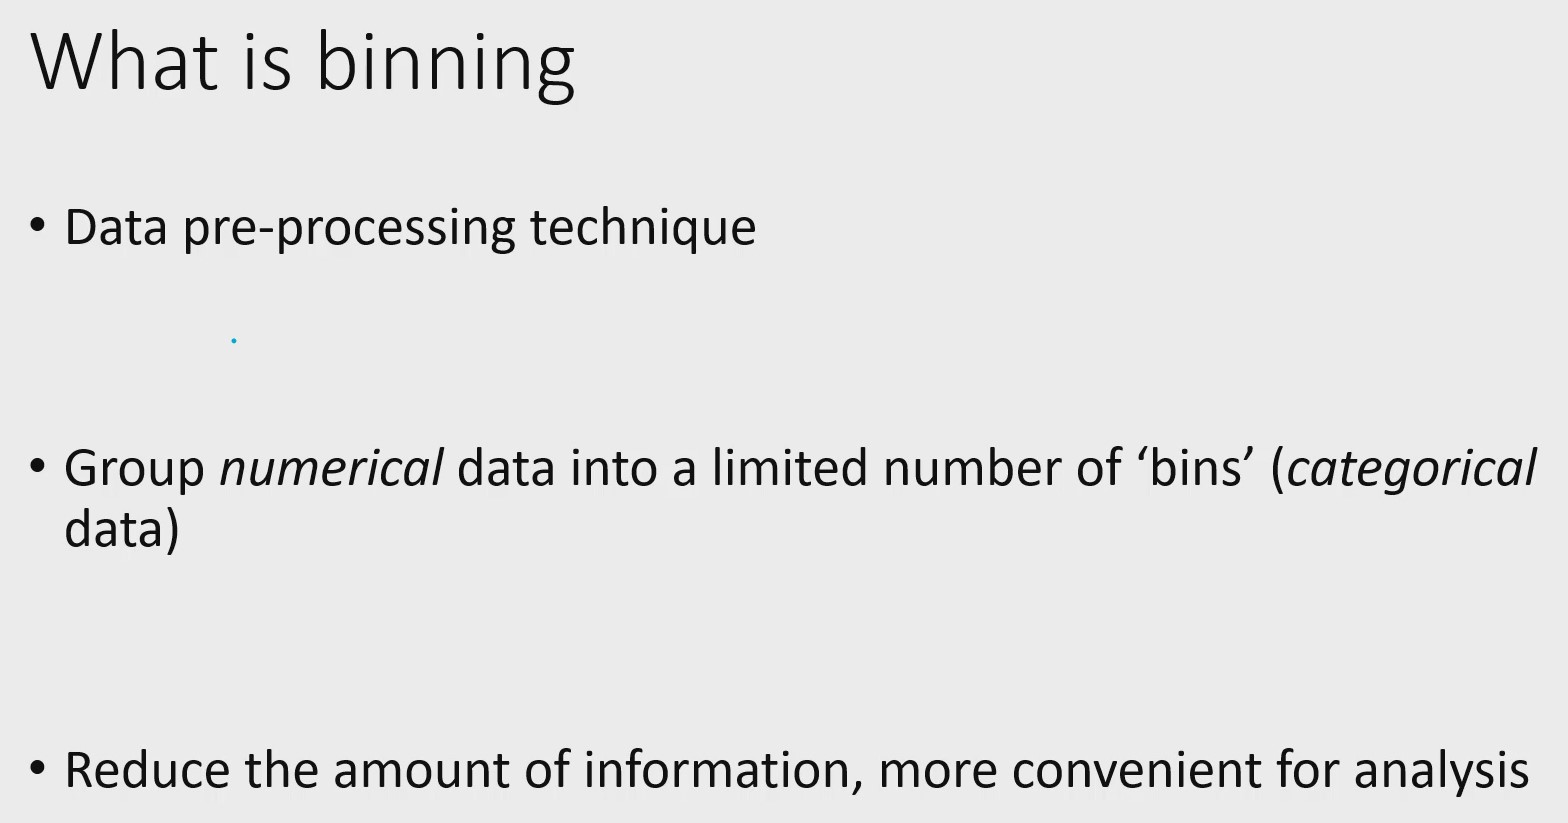 What is binning
• Data pre-processing technique
• Group numerical data into a limited number of ‘bins’ (categorical
data)
• Reduce the amount of information, more convenient for analysis